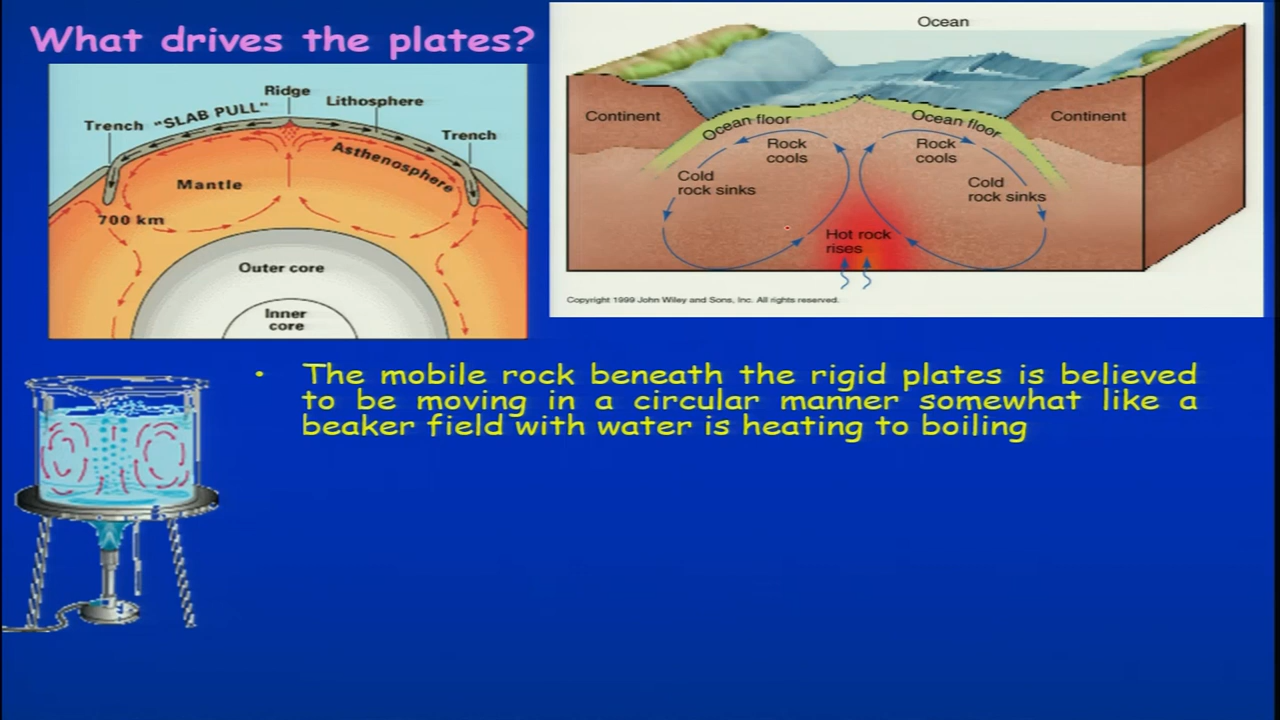 What drives the plates?
Ridge
"SLAB PULL"
Lithosphere
Trench
Trench
Asthenosphere
Mantle
700 km
Outer core
Inner
core
Ocean
Continent
Continent
Ocean floor
Ocean floor
Rock
cools
Rock
cools
Cold
rock sinks
Cold
rock sinks
Hot rock
rises
Copyright 1999 John Wiley and Sons, Inc. All rights reserved.
• The mobile rock beneath the rigid plates is believed
to be moving in a circular manner somewhat like a
beaker field with water is heating to boiling